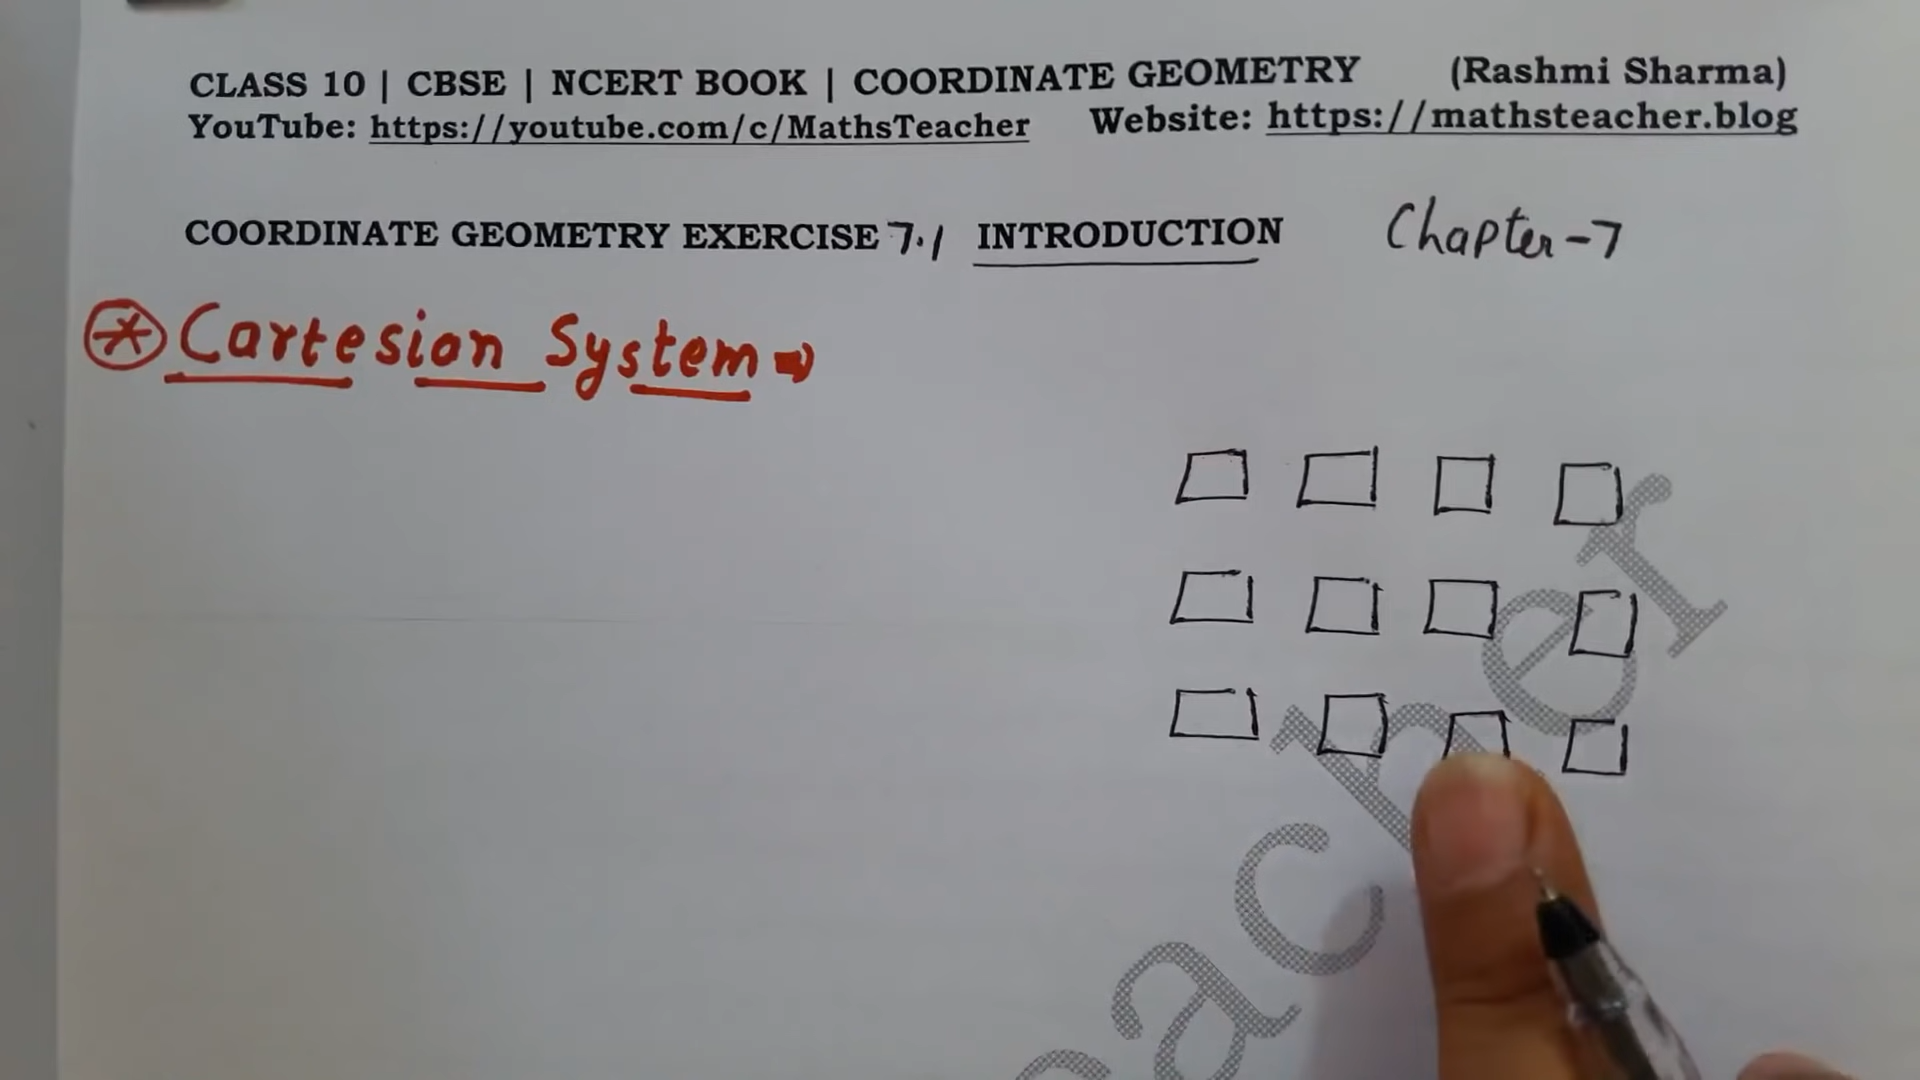 CLASS 10 | CBSE | NCERT BOOK | COORDINATE GEOMETRY (Rashmi Sharma)
YouTube: https://youtube.com/c/MathsTeacher Website: https://mathsteacher.blog
COORDINATE GEOMETRY EXERCISE 7.1 INTRODUCTION Chapter-7
Cartesion System
acher